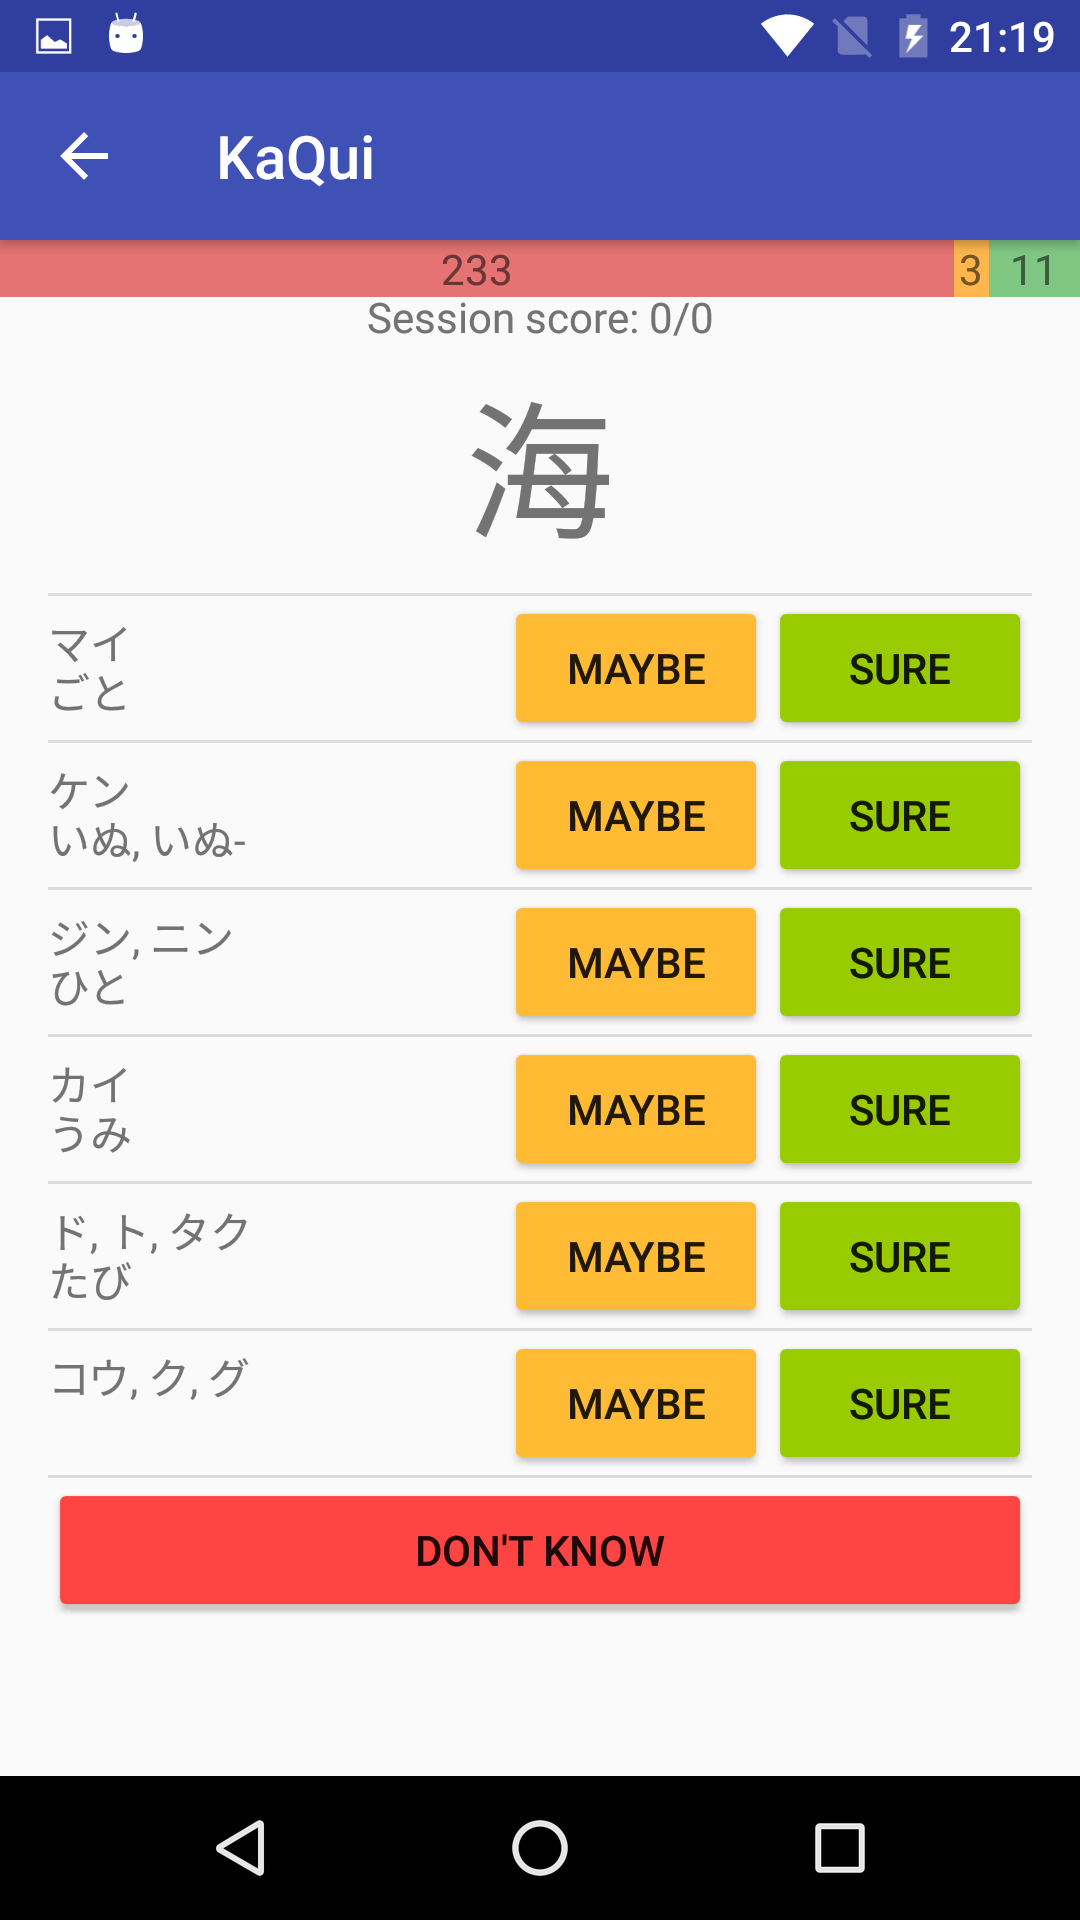 21:19
KaQui
233 3 11
Session score: 0/0
海
マイ
ごと
MAYBE SURE
ケン
いぬ, いぬ-
MAYBE SURE
ジン, ニン
ひと
MAYBE SURE
カイ
うみ
MAYBE SURE
ド, ト, タク
たび
MAYBE SURE
コウ, ク, グ
MAYBE SURE
DON'T KNOW